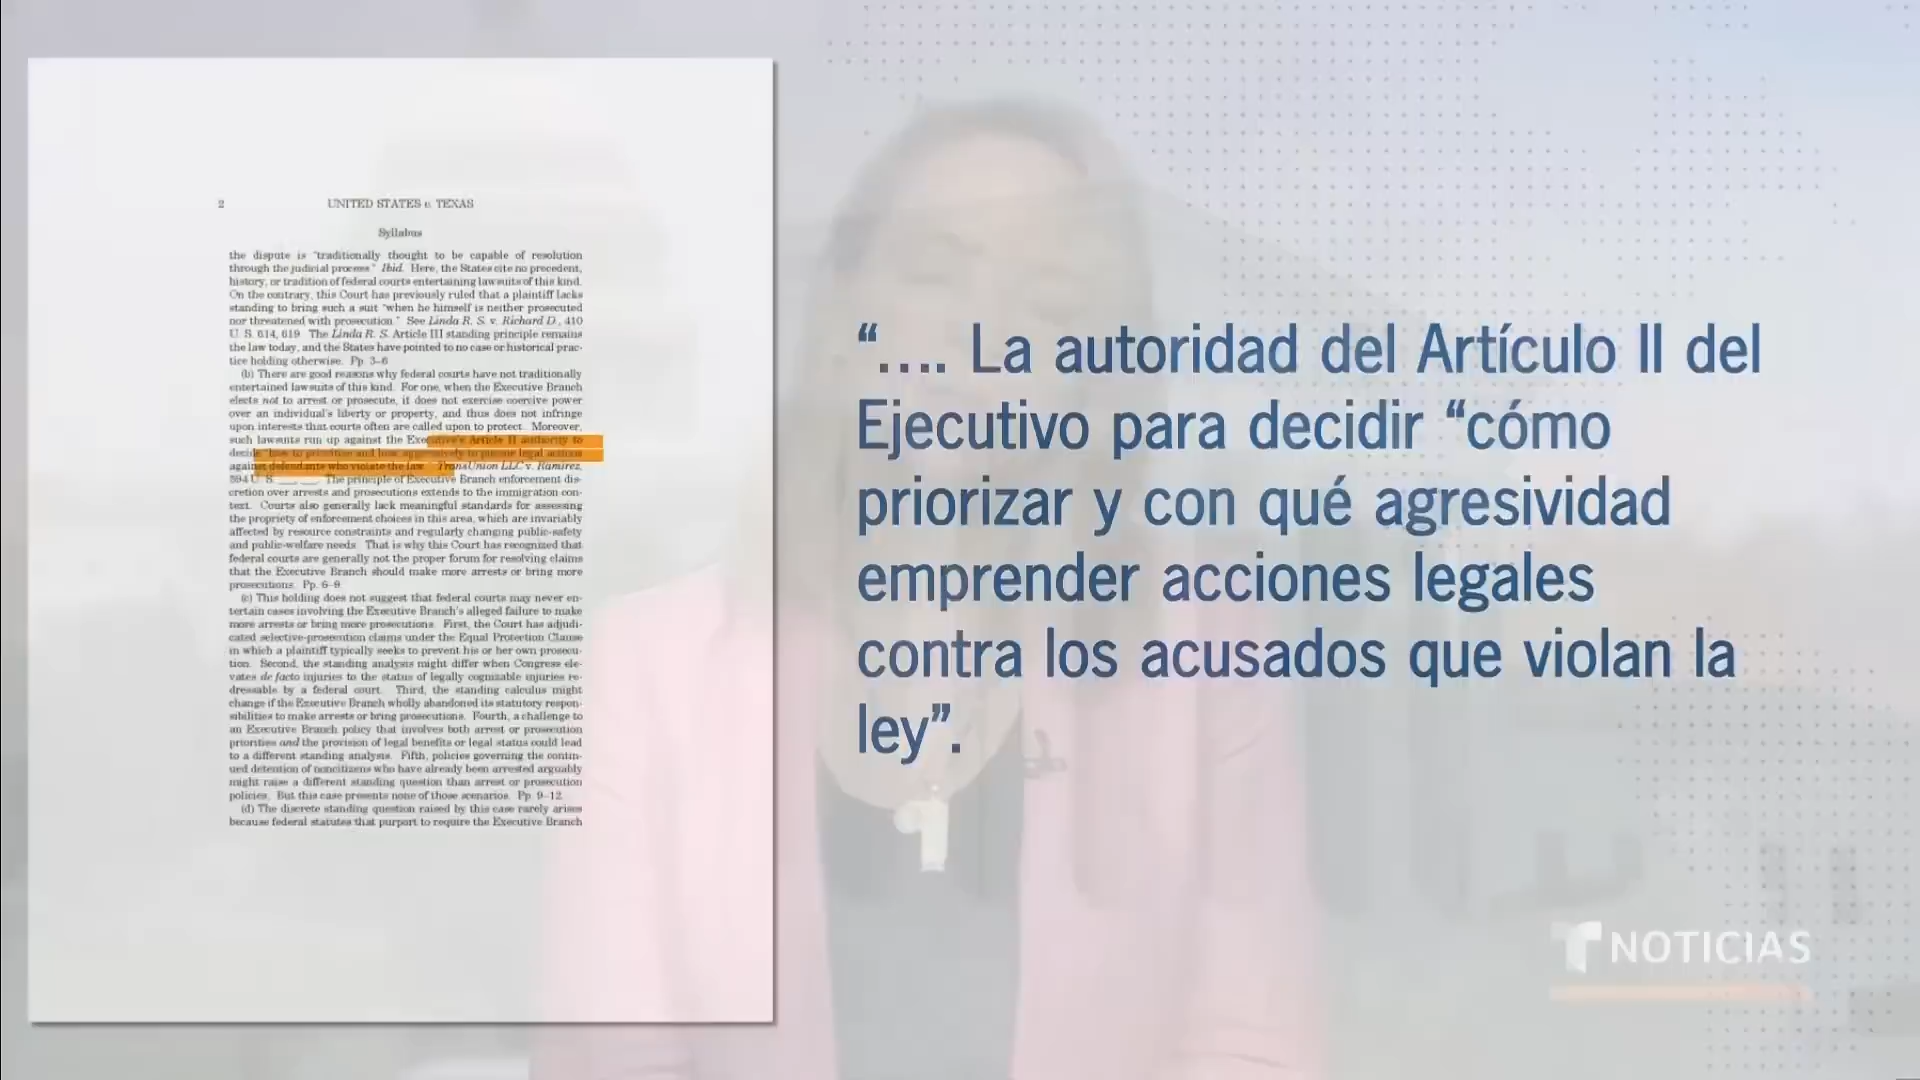 2 UNITED STATES v. TEXAS
Syllabus
the dispute is "traditionally thought to be capable of resolution
through the judicial process." Ibid. Here, the States cite no precedent,
history, or tradition of federal courts entertaining lawsuits of this kind.
On the contrary, this Court has previously ruled that a plaintiff lacks
standing to bring such a suit "when he himself is neither prosecuted
nor threatened with prosecution." See Linda R. S. v. Richard D., 410
U. S. 614, 619. The Linda R. S. Article III standing principle remains
the law today, and the States have pointed to no case or historical prac-
tice holding otherwise. Pp. 3–6.
(b) There are good reasons why federal courts have not traditionally
entertained lawsuits of this kind. For one, when the Executive Branch
elects not to arrest or prosecute, it does not exercise coercive power
over an individual's liberty or property, and thus does not infringe
upon interests that courts often are called upon to protect. Moreover,
such lawsuits run up against the Executive's Article II authority to
decide "how to prioritize and how aggressively to pursue legal actions
against defendants who violate the law." TransUnion LLC v. Ramirez,
594 U. S. ___, ___. The principle of Executive Branch enforcement dis-
cretion over arrests and prosecutions extends to the immigration con-
text. Courts also generally lack meaningful standards for assessing
the propriety of enforcement choices in this area, which are invariably
affected by resource constraints and regularly changing public-safety
and public-welfare needs. That is why this Court has recognized that
federal courts are generally not the proper forum for resolving claims
that the Executive Branch should make more arrests or bring more
prosecutions. Pp. 6–9.
(c) This holding does not suggest that federal courts may never en-
tertain cases involving the Executive Branch's alleged failure to make
more arrests or bring more prosecutions. First, the Court has adjudi-
cated selective-prosecution claims under the Equal Protection Clause
in which a plaintiff typically seeks to prevent his or her own prosecu-
tion. Second, the standing analysis might differ when Congress ele-
vates de facto injuries to the status of legally cognizable injuries re-
dressable by a federal court. Third, the standing calculus might
change if the Executive Branch wholly abandoned its statutory respon-
sibilities to make arrests or bring prosecutions. Fourth, a challenge to
an Executive Branch policy that involves both arrest or prosecution
priorities and the provision of legal benefits or legal status could lead
to a different standing analysis. Fifth, policies governing the contin-
ued detention of noncitizens who have already been arrested arguably
might raise a different standing question than arrest or prosecution
policies. But this case presents none of those scenarios. Pp. 9–12.
(d) The discrete standing question raised by this case rarely arises
because federal statutes that purport to require the Executive Branch
“.... La autoridad del Artículo II del
Ejecutivo para decidir “cómo
priorizar y con qué agresividad
emprender acciones legales
contra los acusados que violan la
ley”.
NOTICIAS